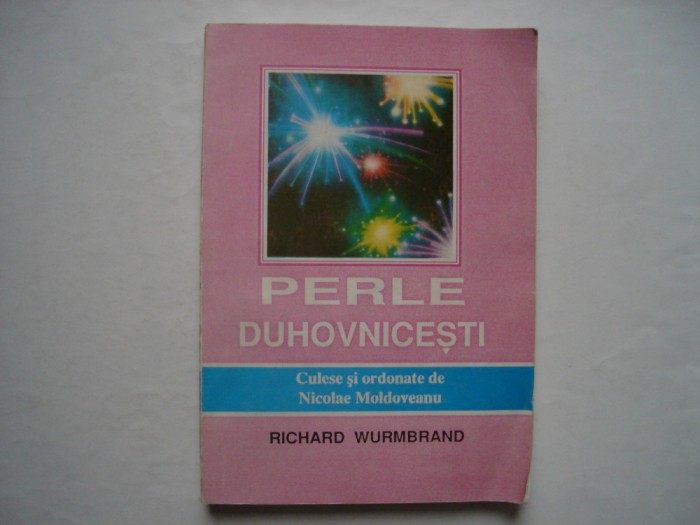 PERLE
DUHOVNICEȘTI
Culese și ordonate de
Nicolae Moldoveanu
RICHARD WURMBRAND